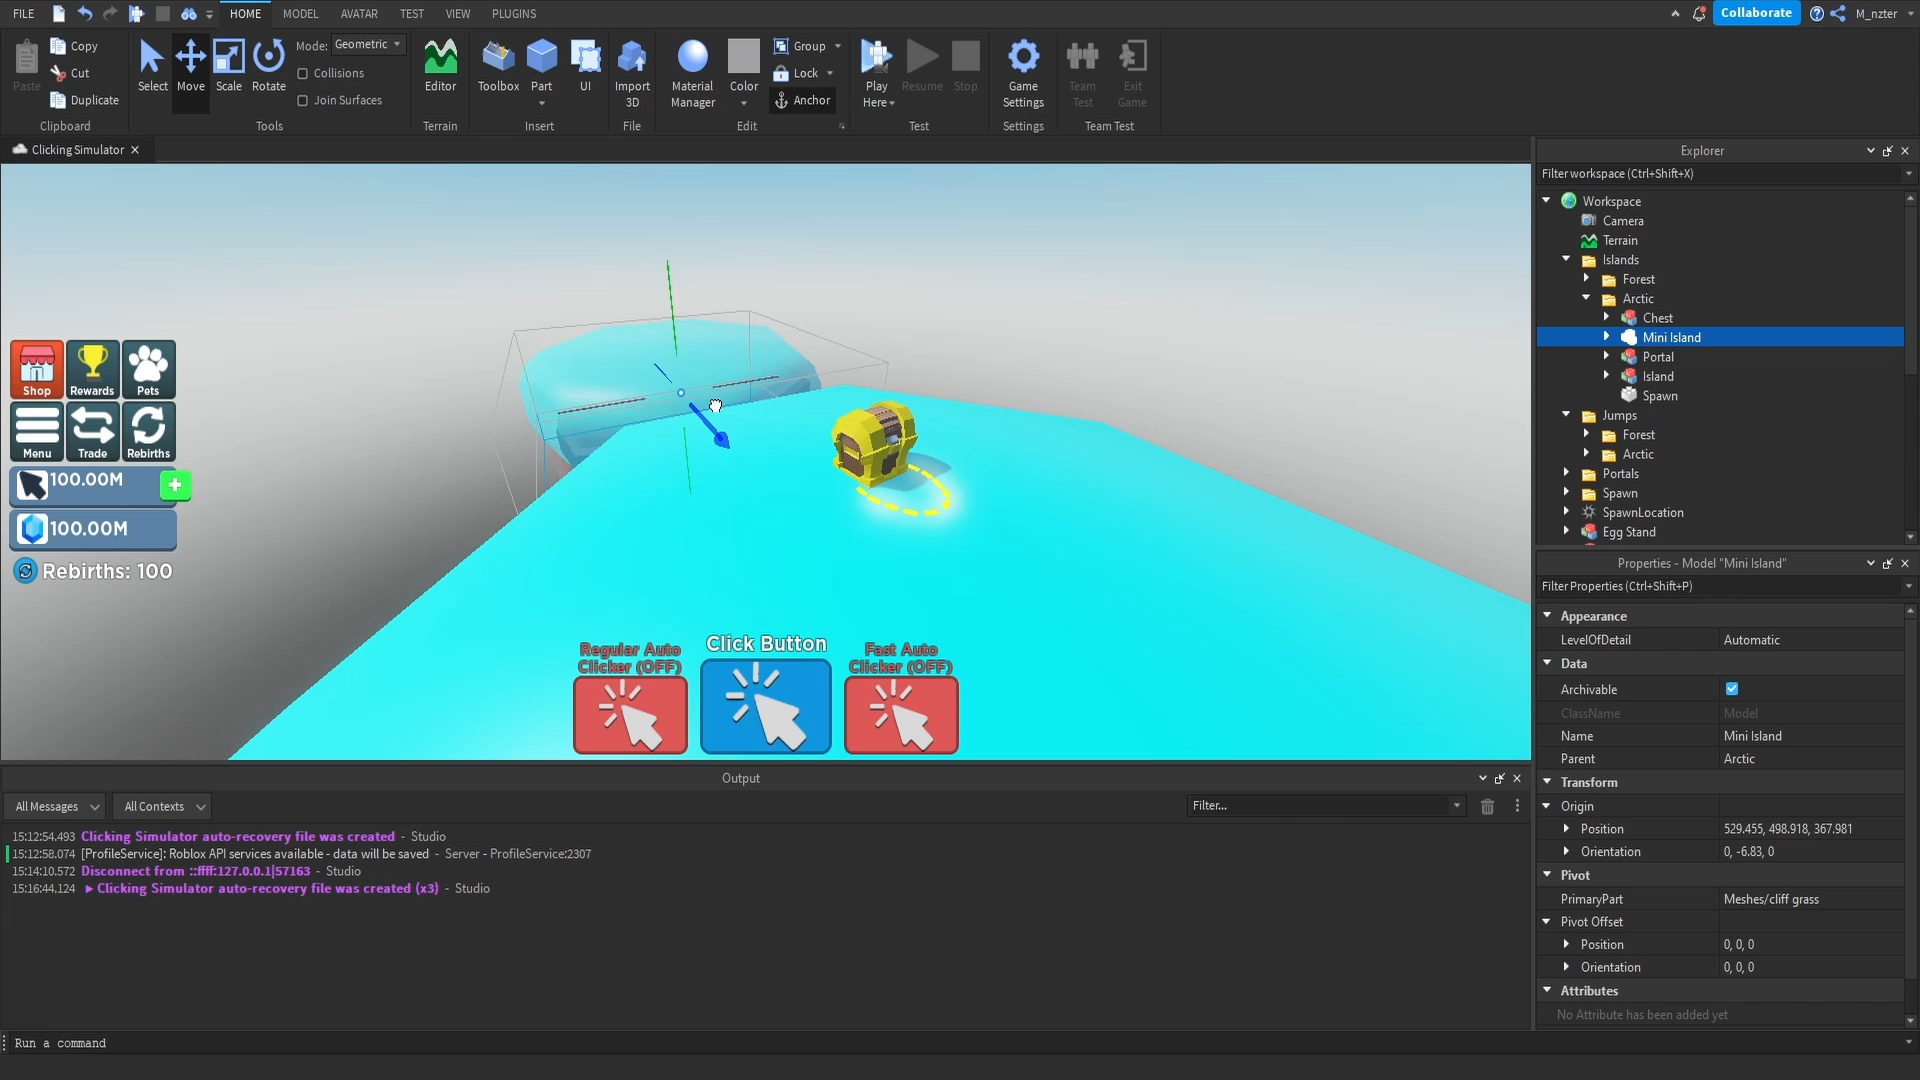 FILE HOME MODEL AVATAR TEST VIEW PLUGINS Collaborate M_nzter
Paste Copy Cut Duplicate Clipboard
Select Move Scale Rotate Mode: Geometric Collisions Join Surfaces Tools
Editor Terrain
Toolbox Part UI Insert
Import 3D File
Material Manager Color Group Lock Anchor Edit
Play Here Resume Stop Test
Game Settings Settings
Team Test Exit Game Team Test
Clicking Simulator
Shop Rewards Pets
Menu Trade Rebirths
100.00M
100.00M
Rebirths: 100
Regular Auto Clicker (OFF)
Click Button
Fast Auto Clicker (OFF)
Explorer
Filter workspace (Ctrl+Shift+X)
Workspace
Camera
Terrain
Islands
Forest
Arctic
Chest
Mini Island
Portal
Island
Spawn
Jumps
Forest
Arctic
Portals
Spawn
SpawnLocation
Egg Stand
Properties - Model "Mini Island"
Filter Properties (Ctrl+Shift+P)
Appearance
LevelOfDetail Automatic
Data
Archivable
ClassName Model
Name Mini Island
Parent Arctic
Transform
Origin
Position 529.455, 498.918, 367.981
Orientation 0, -6.83, 0
Pivot
PrimaryPart Meshes/cliff grass
Pivot Offset
Position 0, 0, 0
Orientation 0, 0, 0
Attributes
No Attribute has been added yet
Output
All Messages All Contexts Filter...
15:12:54.493 Clicking Simulator auto-recovery file was created - Studio
15:12:58.074 [ProfileService]: Roblox API services available - data will be saved - Server - ProfileService:2307
15:14:10.572 Disconnect from ::ffff:127.0.0.1|57163 - Studio
15:16:44.124 Clicking Simulator auto-recovery file was created (x3) - Studio
Run a command